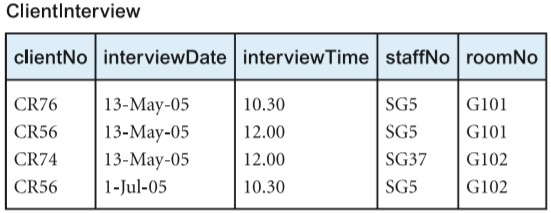 ClientInterview
clientNo interviewDate interviewTime staffNo roomNo
CR76 13-May-05 10.30 SG5 G101
CR56 13-May-05 12.00 SG5 G101
CR74 13-May-05 12.00 SG37 G102
CR56 1-Jul-05 10.30 SG5 G102